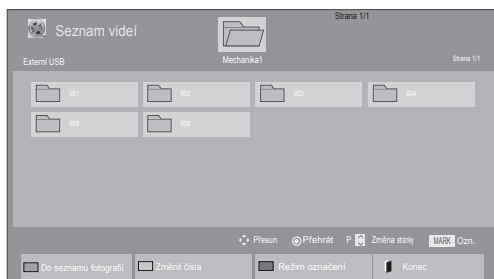 Strana 1/1
Seznam videí
Externí USB
Mechanika1
Strana 1/1
001
002
003
004
005
006
Přesun
Přehrát
P
Změna stránky
MARK Ozn.
Do seznamu fotografií
Změnit čísla
Režim označení
Konec